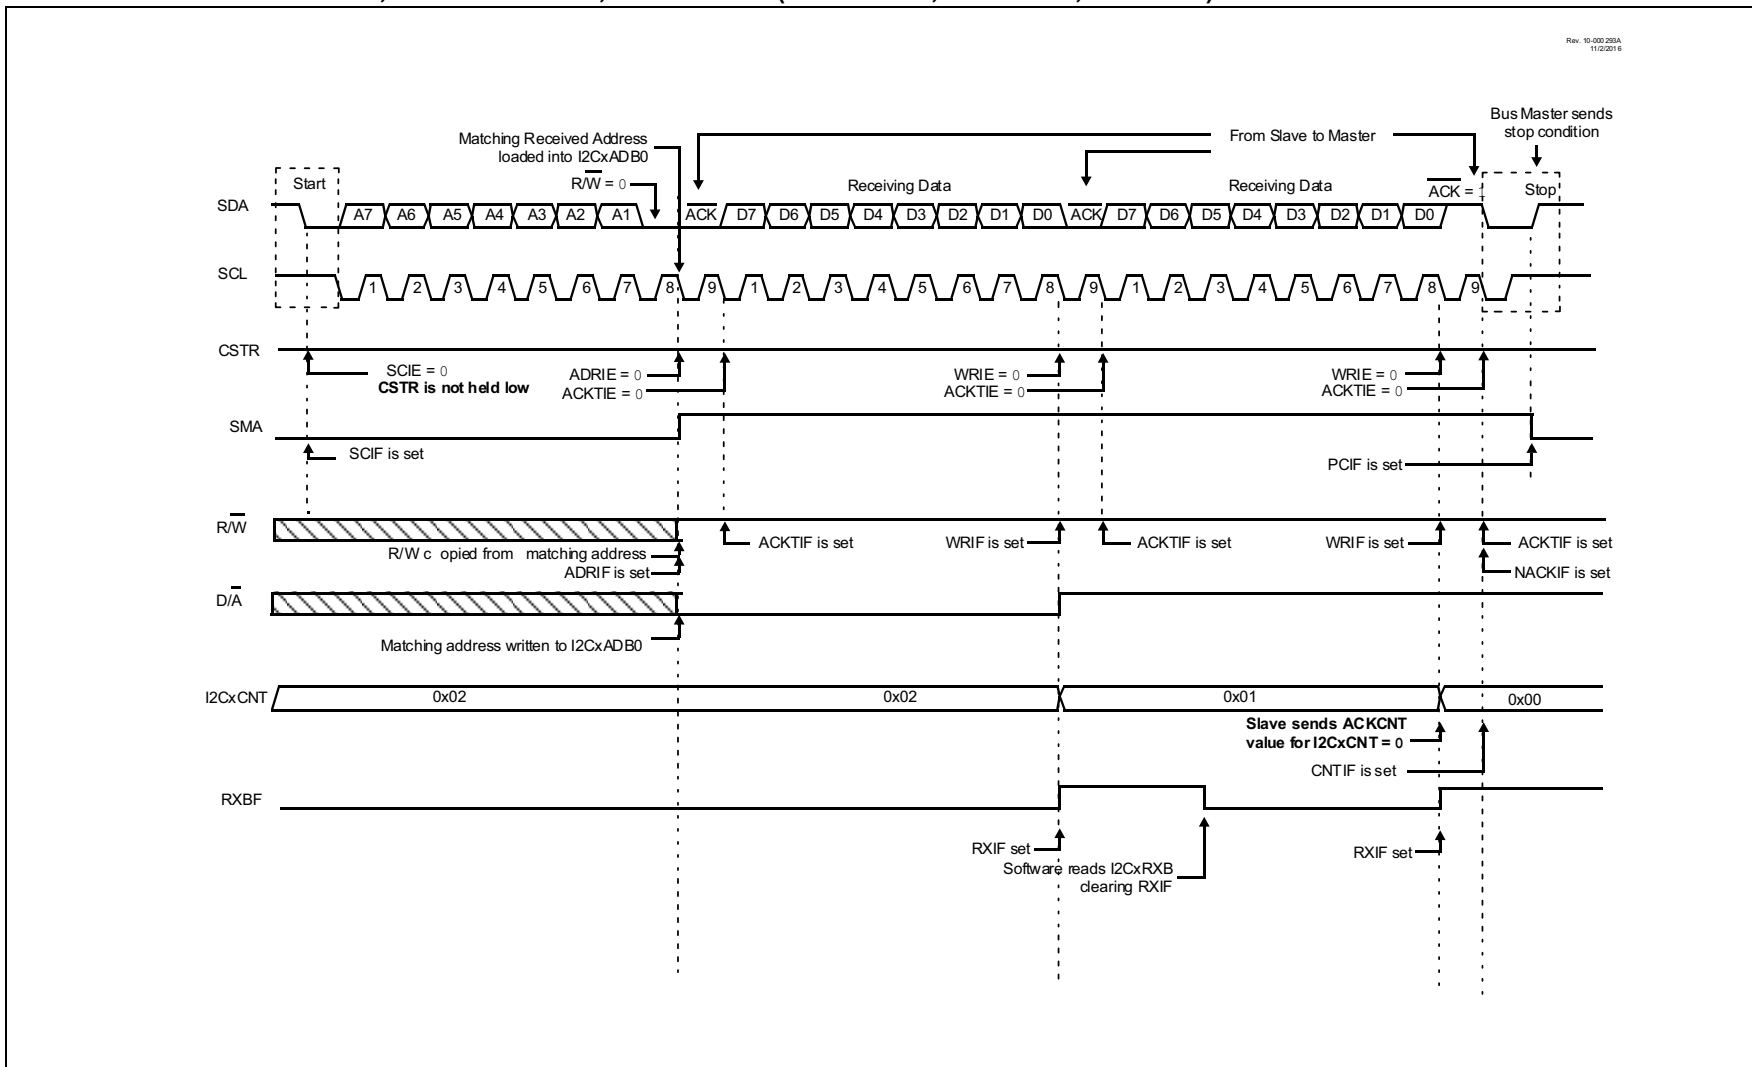 Rev. 10-000 293A
11/2/2016
Bus Master sends
stop condition
Matching Received Address
loaded into I2CxADB0
From Slave to Master
R/W = 0
Start
Receiving Data
Receiving Data
ACK =
Stop
SDA
A7 A6 A5 A4 A3 A2 A1 ACK D7 D6 D5 D4 D3 D2 D1 D0 ACK D7 D6 D5 D4 D3 D2 D1 D0
SCL
1 2 3 4 5 6 7 8 9 1 2 3 4 5 6 7 8 9 1 2 3 4 5 6 7 8 9
CSTR
SCIE = 0
CSTR is not held low
ADRIE = 0
ACKTIE = 0
WRIE = 0
ACKTIE = 0
WRIE = 0
ACKTIE = 0
SMA
SCIF is set
PCIF is set
R/W
R/W c opied from matching address
ADRIF is set
ACKTIF is set
WRIF is set
ACKTIF is set
WRIF is set
ACKTIF is set
NACKIF is set
D/A
Matching address written to I2CxADB0
I2CxCNT
0x02
0x02
0x01
0x00
Slave sends ACKCNT
value for I2CxCNT = 0
CNTIF is set
RXBF
RXIF set
Software reads I2CxRXB
clearing RXIF
RXIF set